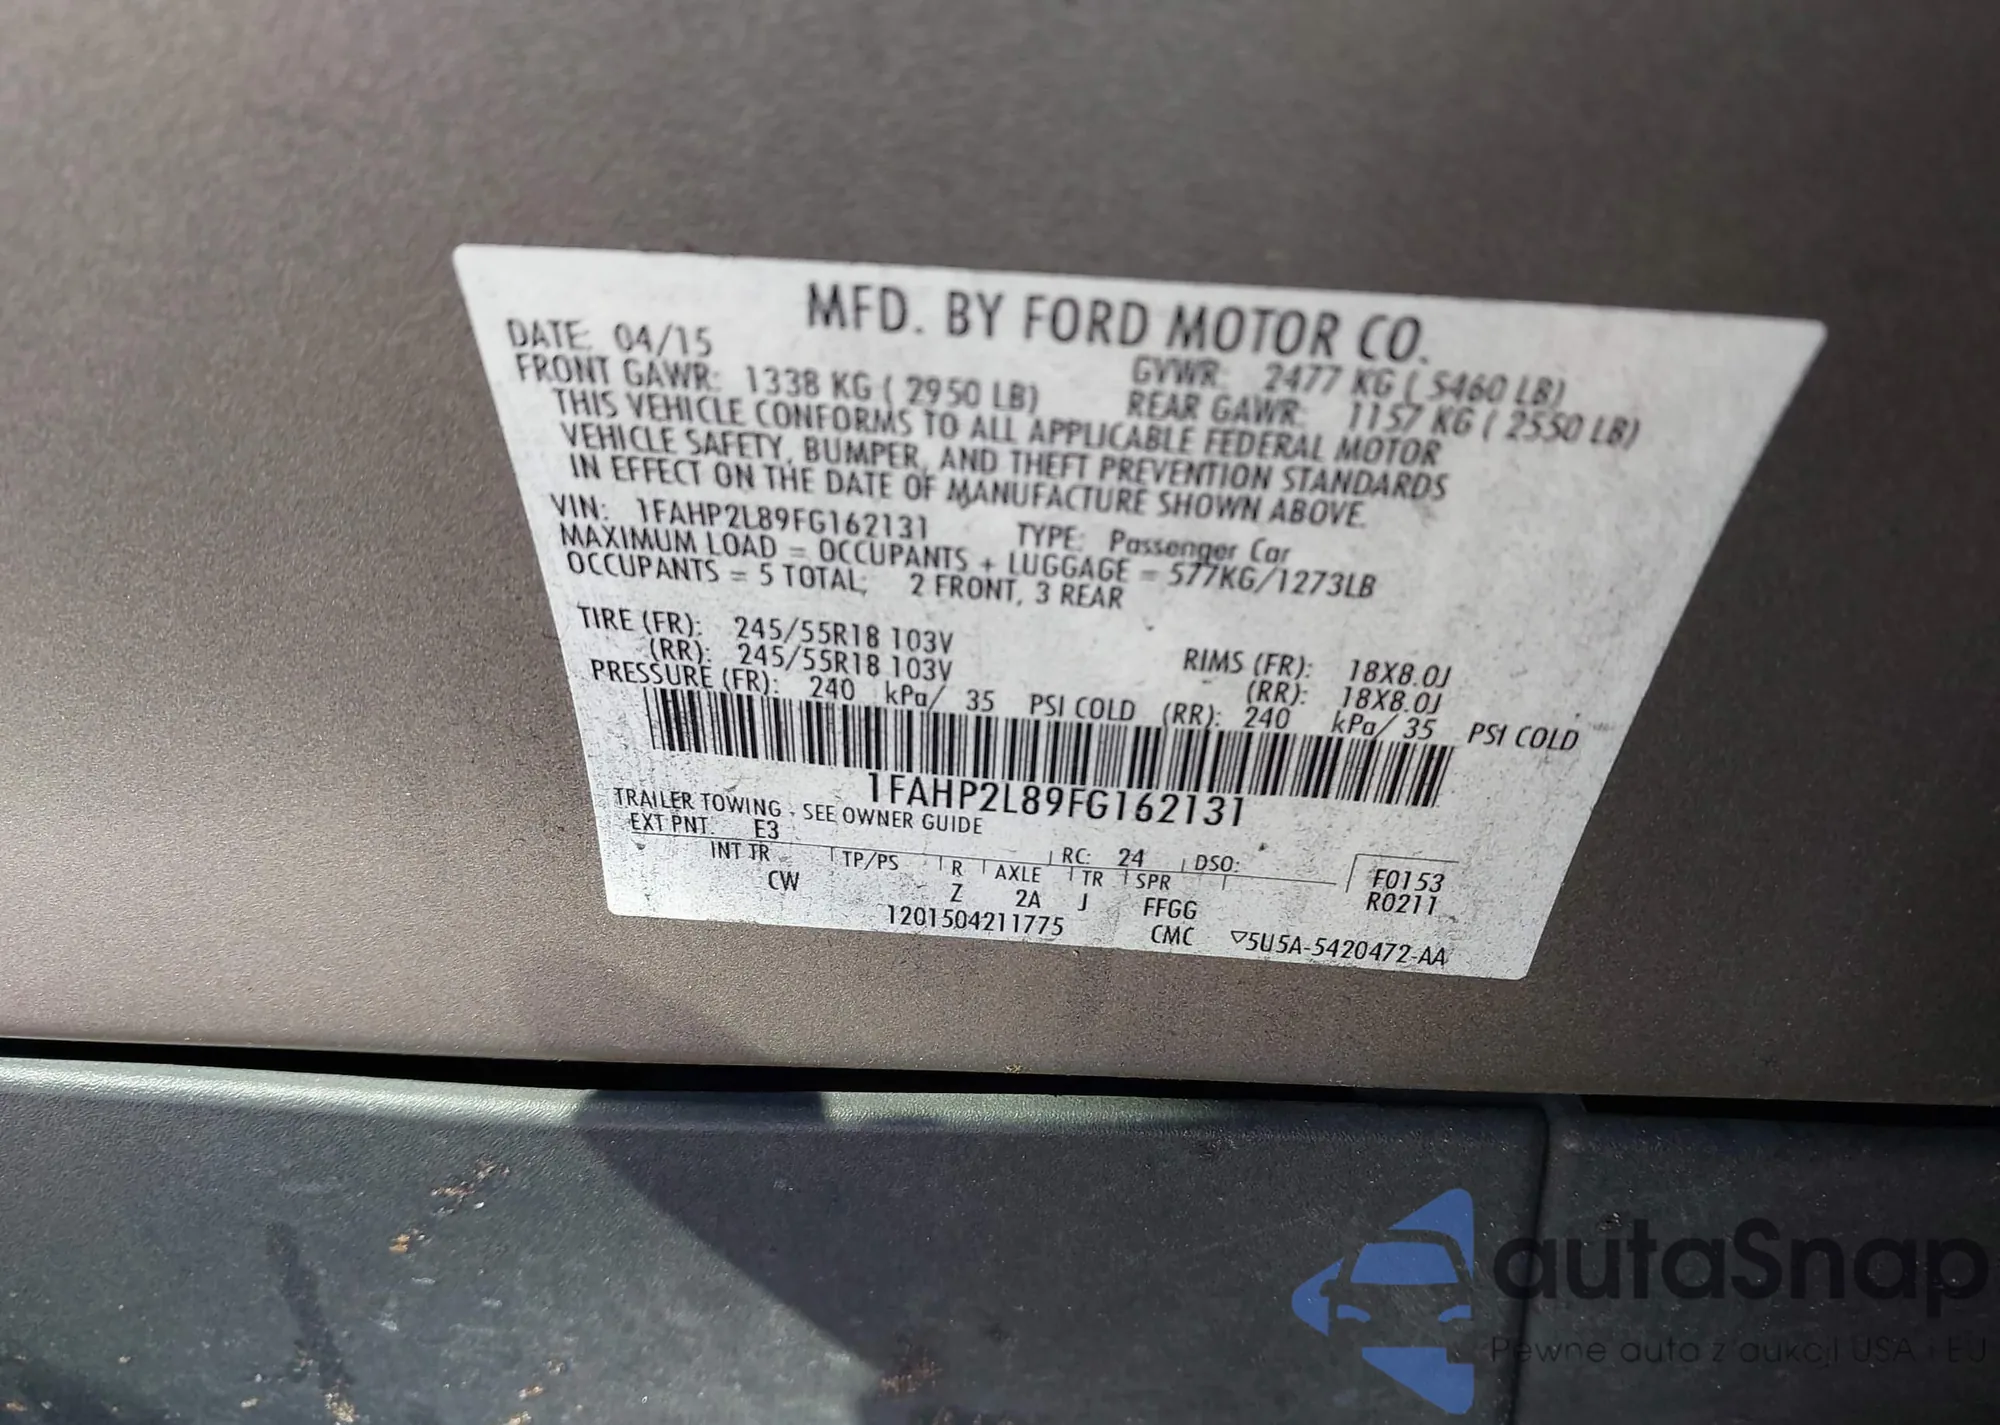 MFD. BY FORD MOTOR CO.
DATE: 04/15
GVWR: 2477 KG ( 5460 LB)
FRONT GAWR: 1338 KG ( 2950 LB)
REAR GAWR: 1157 KG ( 2550 LB)
THIS VEHICLE CONFORMS TO ALL APPLICABLE FEDERAL MOTOR
VEHICLE SAFETY, BUMPER, AND THEFT PREVENTION STANDARDS
IN EFFECT ON THE DATE OF MANUFACTURE SHOWN ABOVE.
VIN: 1FAHP2L89FG162131 TYPE: Passenger Car
MAXIMUM LOAD = OCCUPANTS + LUGGAGE = 577KG/1273LB
OCCUPANTS = 5 TOTAL; 2 FRONT, 3 REAR
TIRE (FR): 245/55R18 103V RIMS (FR): 18X8.0J
(RR): 245/55R18 103V (RR): 18X8.0J
PRESSURE (FR): 240 kPa/ 35 PSI COLD (RR): 240 kPa/ 35 PSI COLD
1FAHP2L89FG162131
TRAILER TOWING - SEE OWNER GUIDE
EXT PNT: E3 RC: 24 DSO: F0153
INT TR TP/PS R AXLE TR SPR R0211
CW Z 2A J FFGG
1201504211775 CMC ▽5U5A-5420472-AA
autaSnap
Pewne auta z aukcji USA i EU